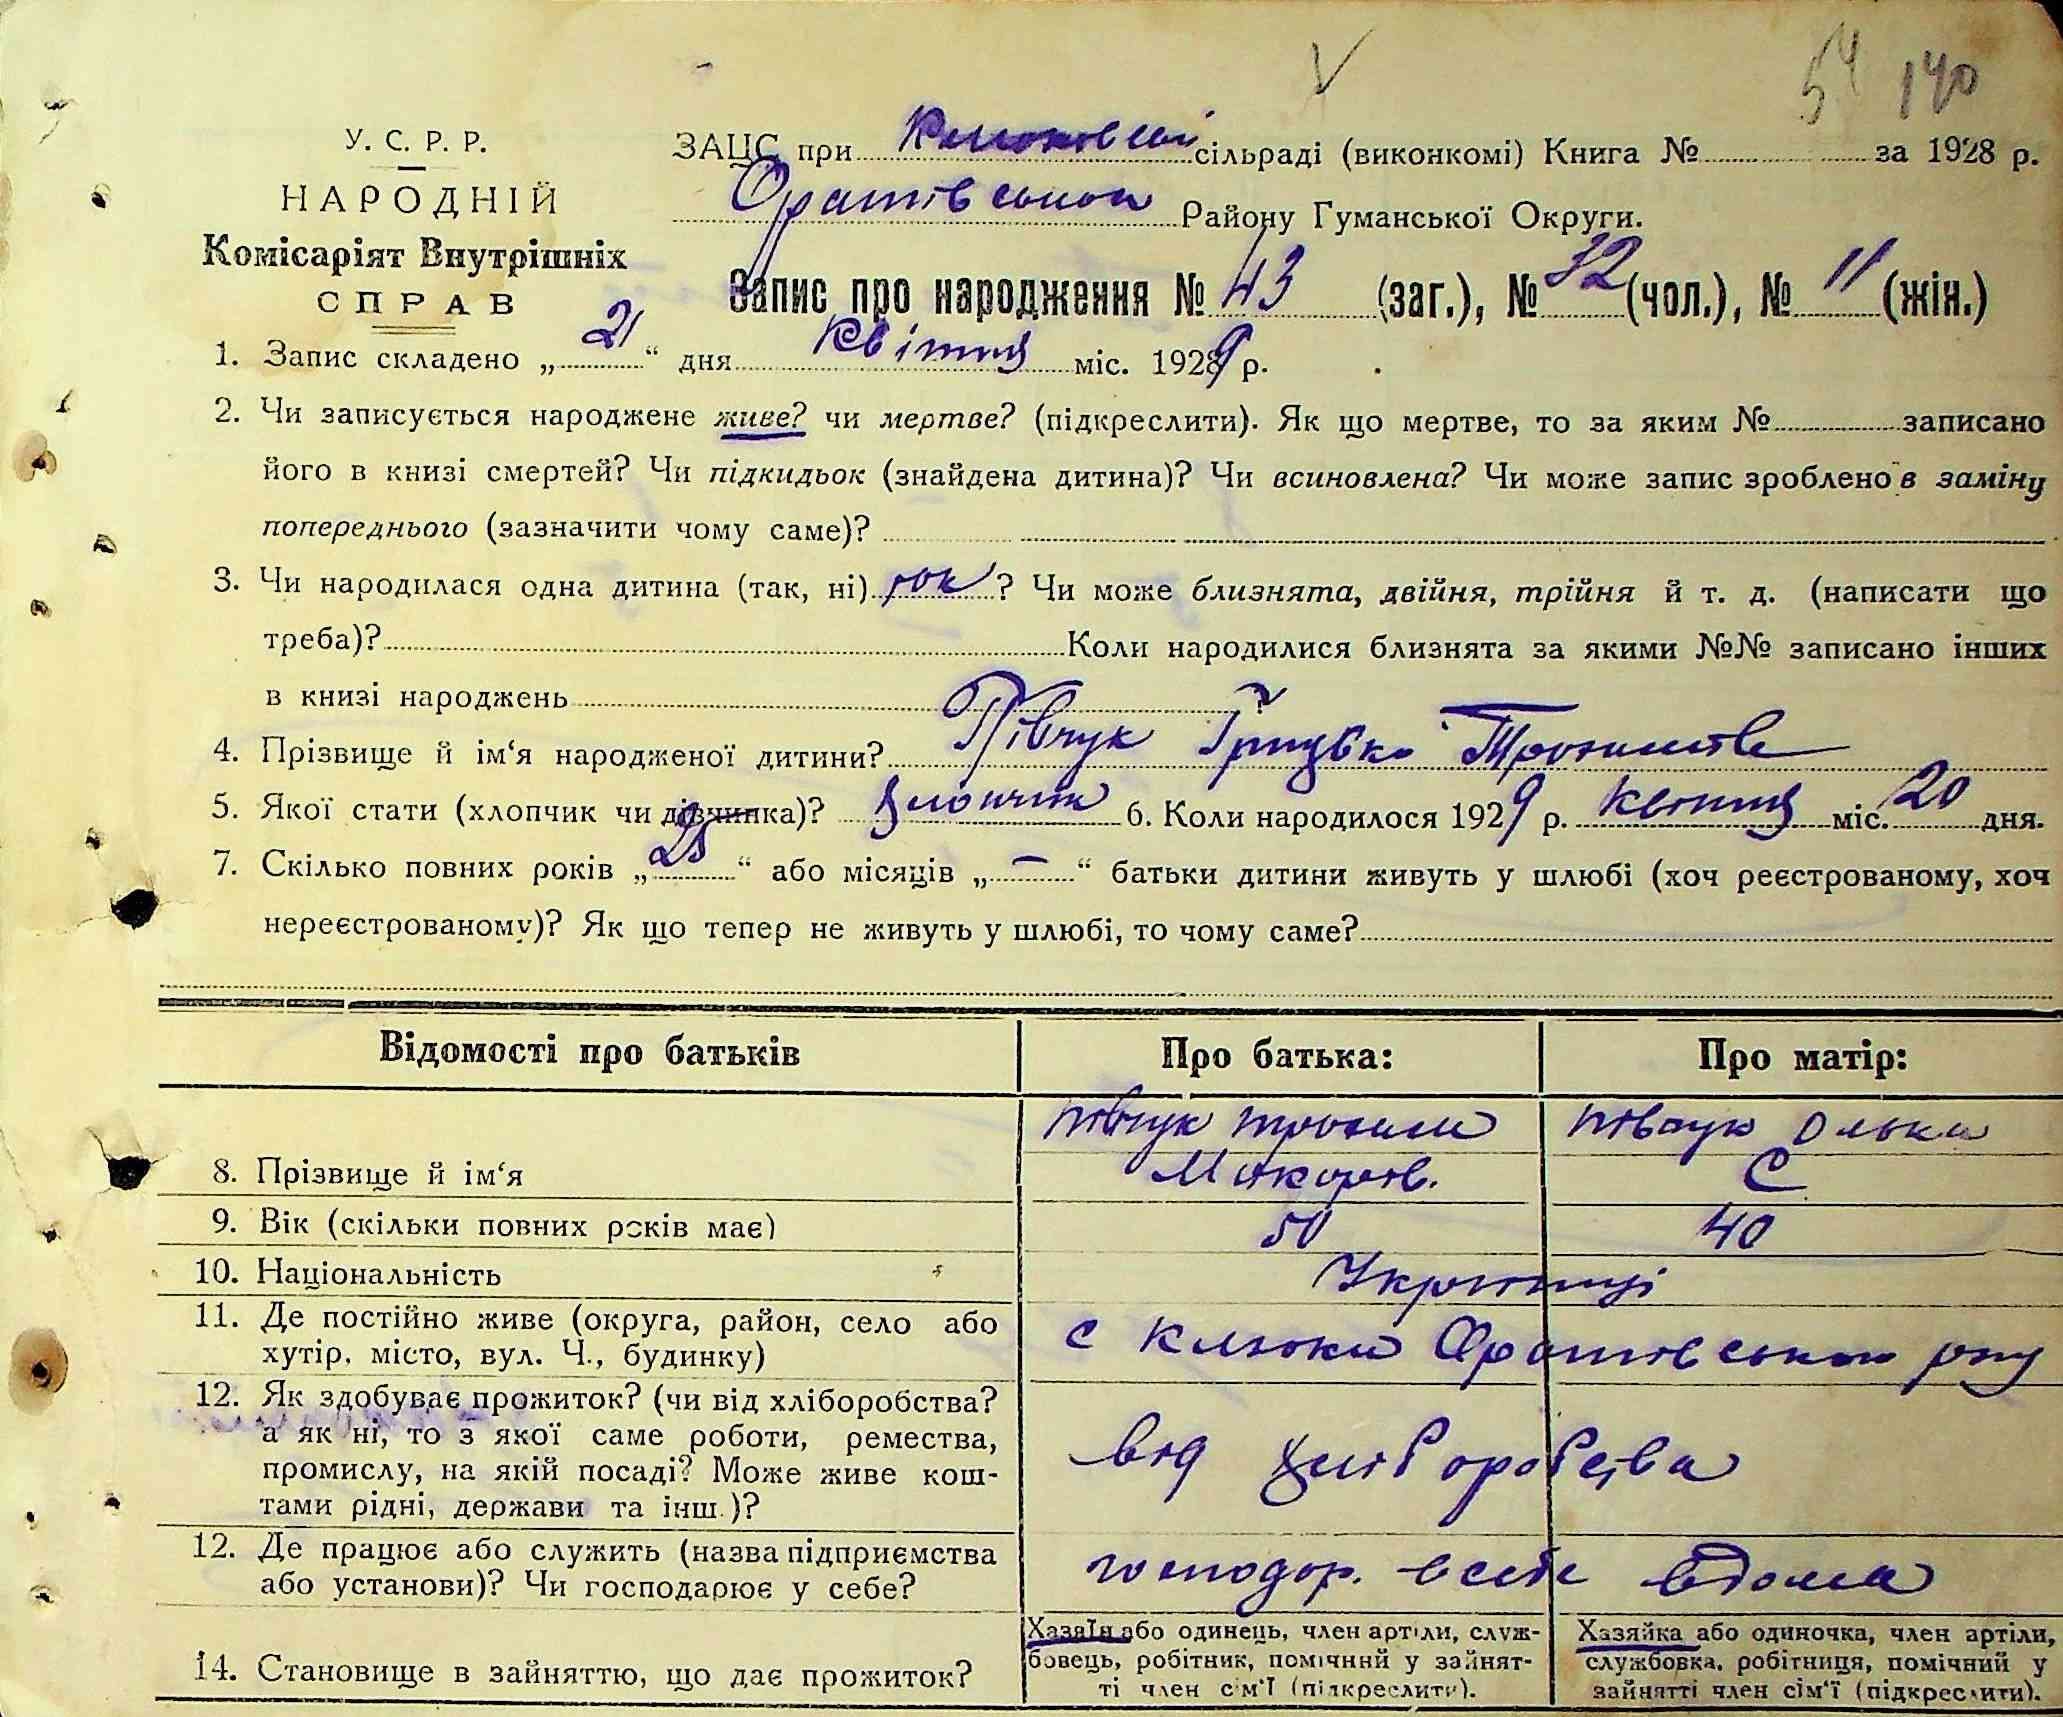 54 140
У. С. Р. Р.
НАРОДНІЙ
Комісаріят Внутрішніх
СПРАВ
ЗАЦС при сільраді (виконкомі) Книга № за 1928 р.
Оратівського Району Гуманської Округи.
Запис про народження № 43 (заг.), № 32 (чол.), № 11 (жін.)
1. Запис складено „21“ дня Квітня міс. 1929 р.
2. Чи записується народжене живе? чи мертве? (підкреслити). Як що мертве, то за яким № записано
його в книзі смертей? Чи підкидьок (знайдена дитина)? Чи всиновлена? Чи може запис зроблено в заміну
попереднього (зазначити чому саме)?
3. Чи народилася одна дитина (так, ні) так? Чи може близнята, двійня, трійня й т. д. (написати що
треба)? Коли народилися близнята за якими №№ записано інших
в книзі народжень ?
4. Прізвище й ім‘я народженої дитини? Півчук Грицько
5. Якої стати (хлопчик чи дівчинка)? хлопчик 6. Коли народилося 1929 р. квітня міс. 20 дня.
7. Скілько повних років „25“ або місяців „—“ батьки дитини живуть у шлюбі (хоч реєстрованому, хоч
нереєстрованому)? Як що тепер не живуть у шлюбі, то чому саме?
Відомості про батьків Про батька: Про матір:
8. Прізвище й ім‘я Півчук Трохим Макаров. Півчук Олька С
9. Вік (скільки повних років має) 50 40
10. Національність Українці
11. Де постійно живе (округа, район, село або
хутір, місто, вул. Ч., будинку) с Клюки
12. Як здобуває прожиток? (чи від хліборобства?
а як ні, то з якої саме роботи, ремества,
промислу, на якій посаді? Може живе кош-
тами рідні, держави та інш.)? від хліборобства
12. Де працює або служить (назва підприємства
або установи)? Чи господарює у себе? господар. в себе вдома
14. Становище в зайняттю, що дає прожиток?
Хазяїн або одинець, член артіли, служ-
бовець, робітник, помічний у зайнят-
ті член сім‘ї (підкреслити).
Хазяйка або одиночка, член артіли,
службовка, робітниця, помічний у
зайнятті член сім‘ї (підкреслити).